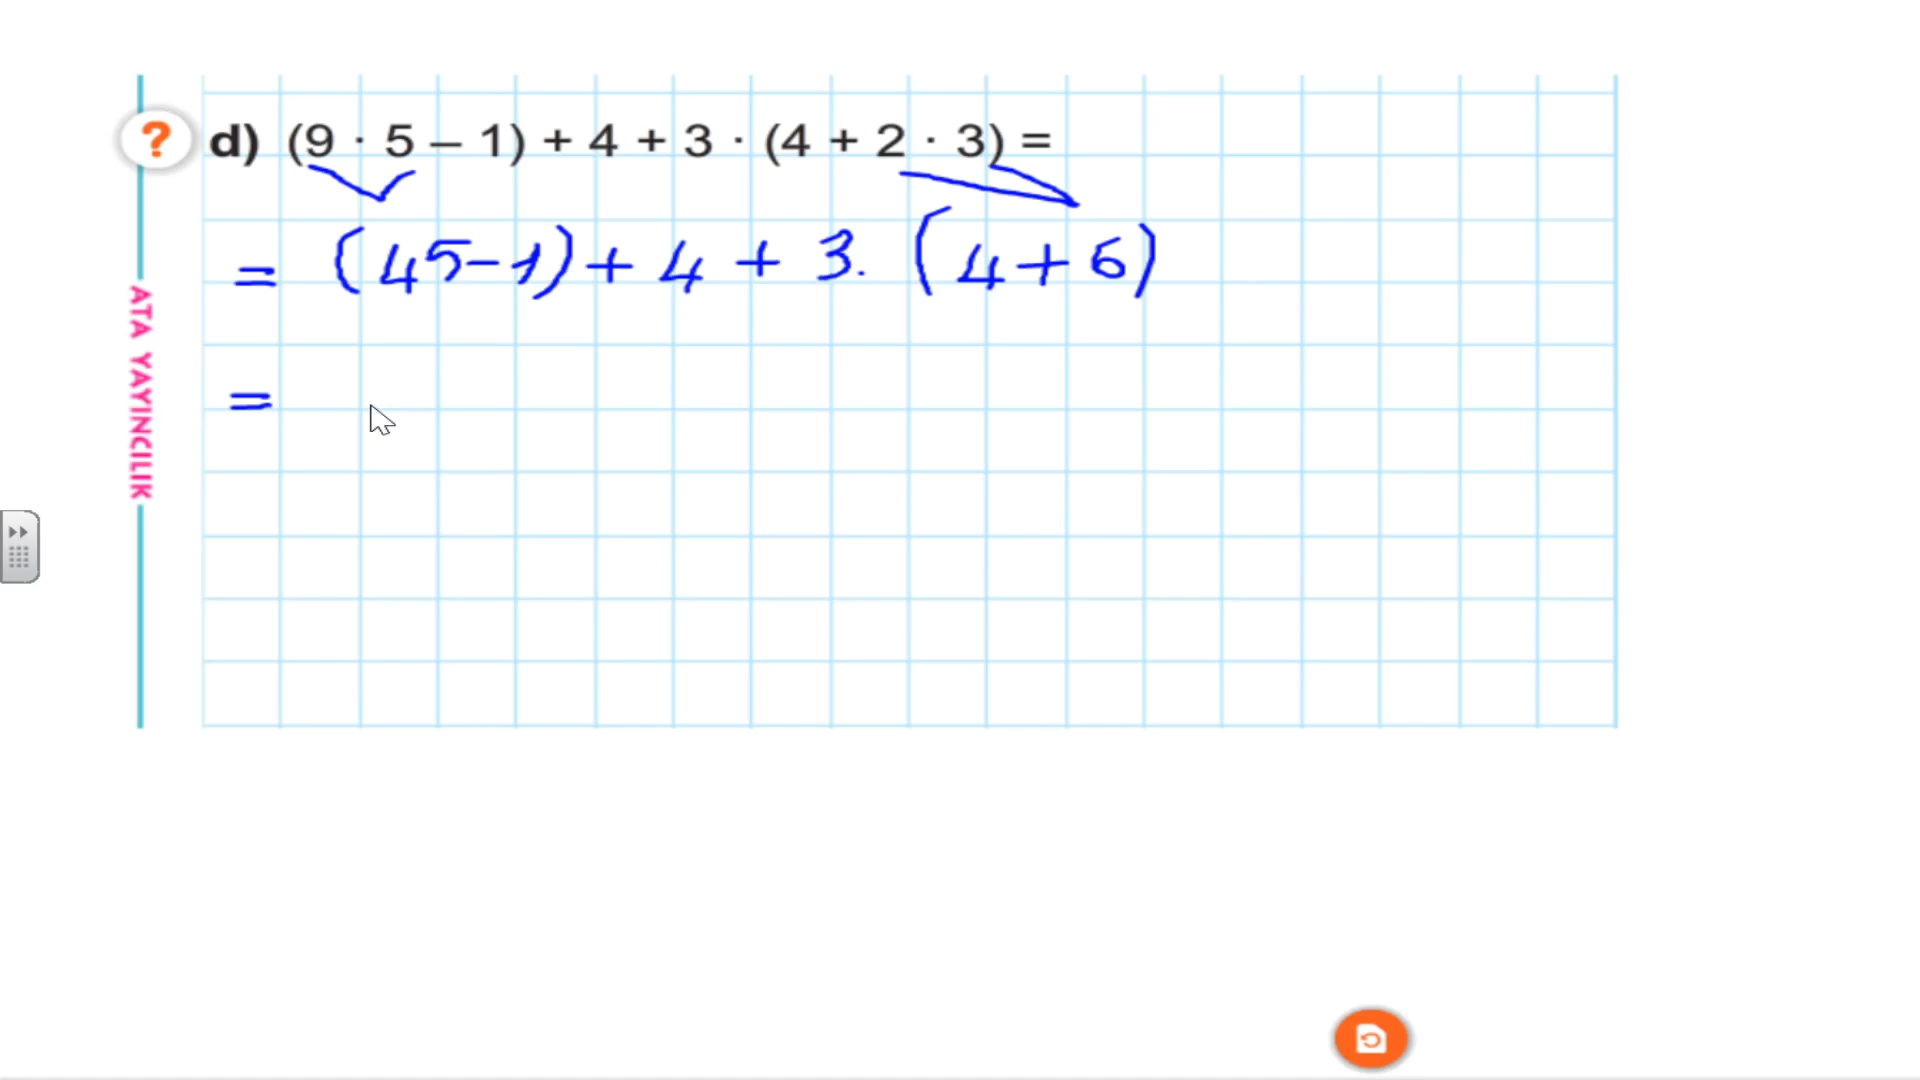 ? d) (9 · 5 – 1) + 4 + 3 · (4 + 2 · 3) =
= (45-1)+ 4 + 3. (4+6)
=
ATA YAYINCILIK